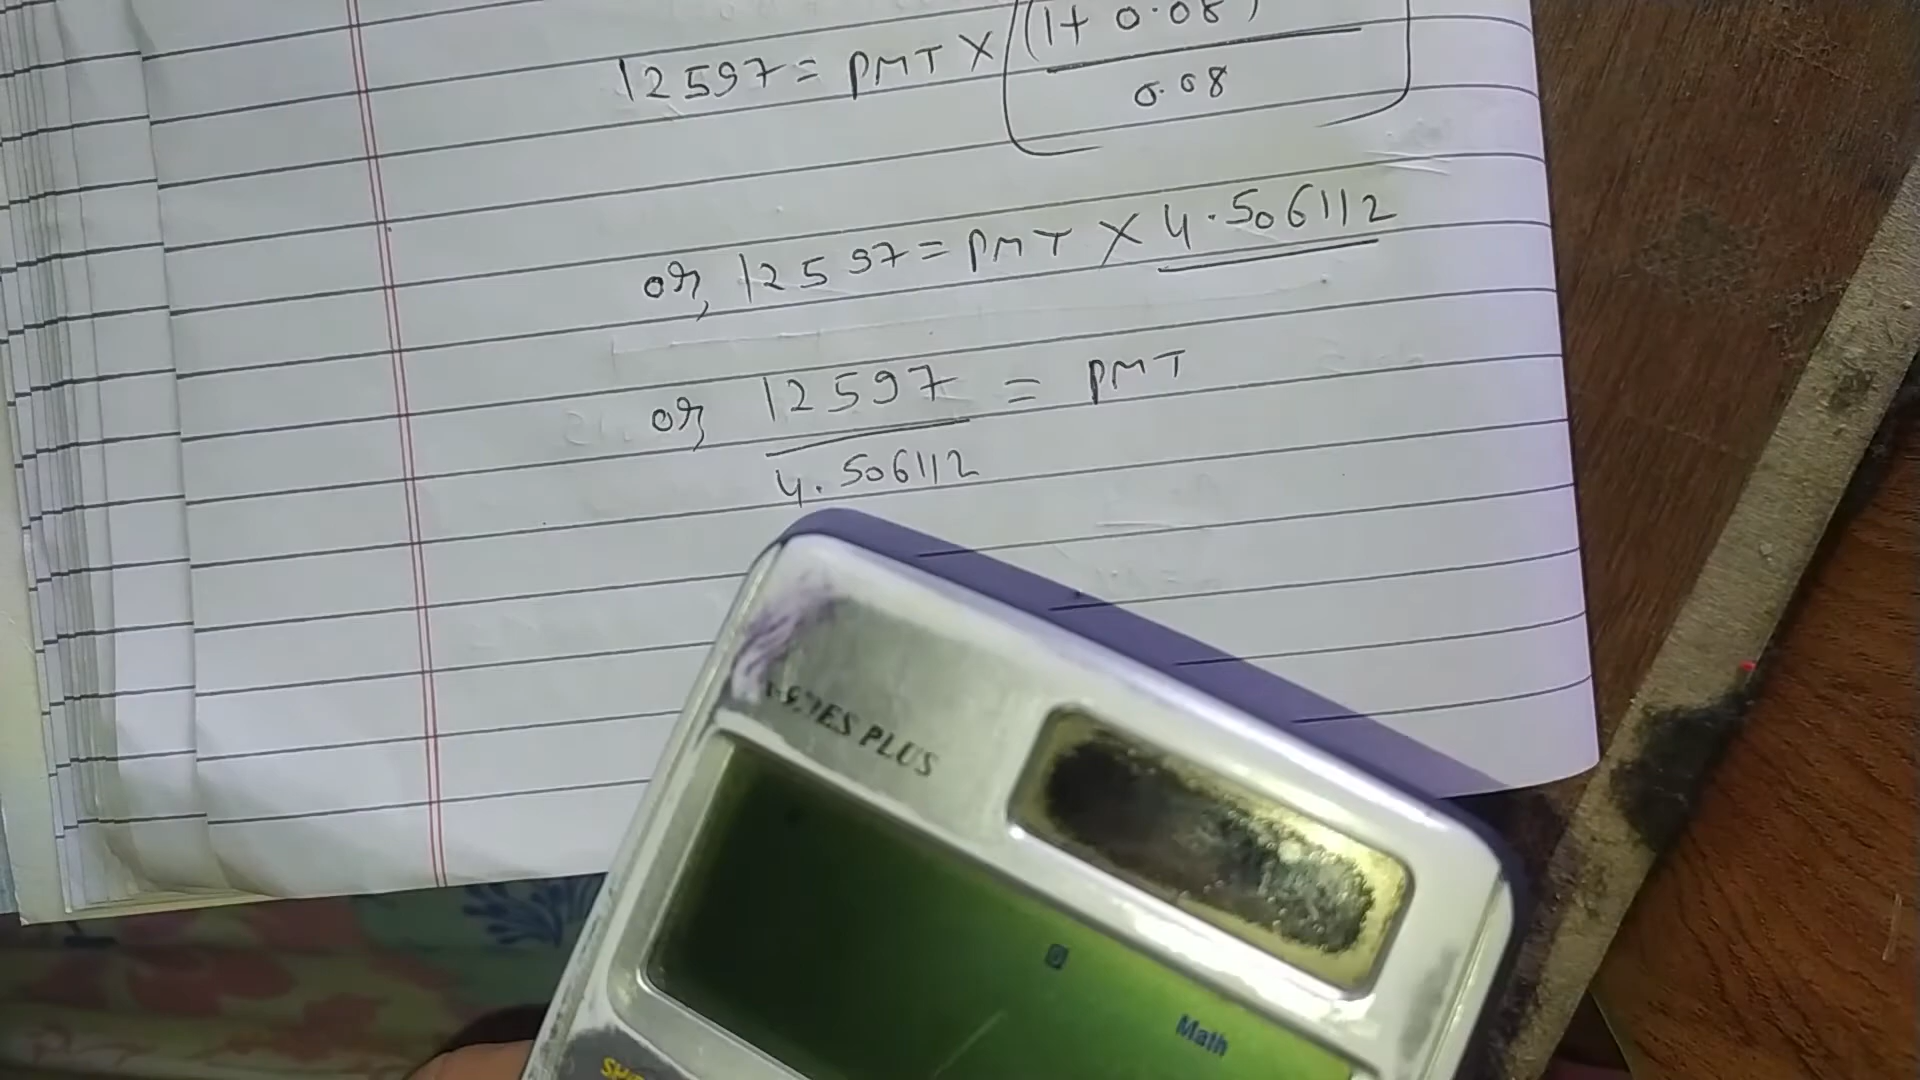 12597 = PMT X (1+ 0.08)
0.08
or, 12597 = PMT X 4.506112
or 12597 = PMT
4.506112
ES PLUS
Math